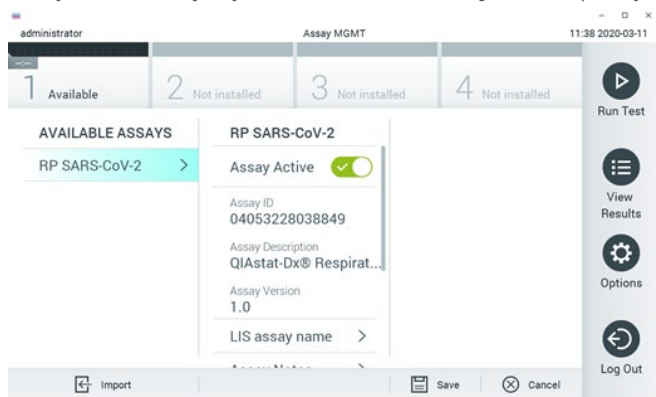 administrator
Assay MGMT
11:38 2020-03-11
1 Available
2 Not installed
3 Not installed
4 Not installed
Run Test
AVAILABLE ASSAYS
RP SARS-CoV-2
RP SARS-CoV-2
Assay Active
Assay ID
04053228038849
Assay Description
QIAstat-Dx® Respirat...
Assay Version
1.0
LIS assay name
View
Results
Options
Log Out
Import
Save
Cancel